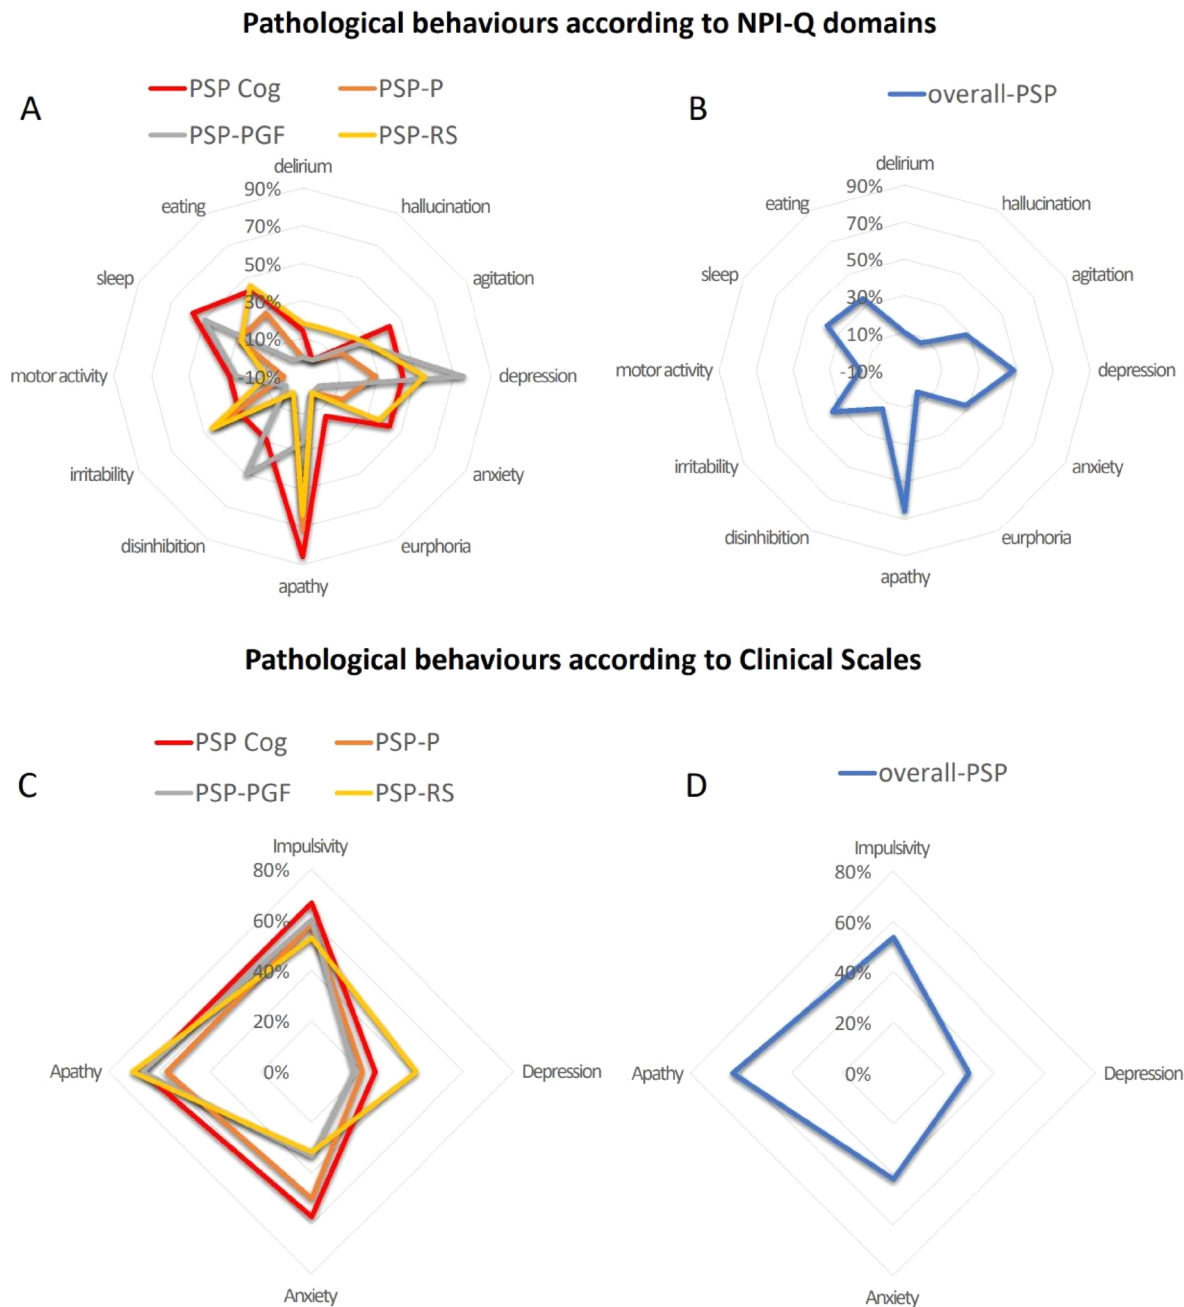 Pathological behaviours according to NPI-Q domains
A
PSP Cog
PSP-P
PSP-PGF
PSP-RS
delirium
hallucination
agitation
depression
anxiety
eurphoria
apathy
disinhibition
irritability
motor activity
sleep
eating
90%
70%
50%
30%
10%
-10%
B
overall-PSP
delirium
hallucination
agitation
depression
anxiety
eurphoria
apathy
disinhibition
irritability
motor activity
sleep
eating
90%
70%
50%
30%
10%
-10%
Pathological behaviours according to Clinical Scales
C
PSP Cog
PSP-P
PSP-PGF
PSP-RS
Impulsivity
80%
60%
40%
20%
0%
Apathy
Depression
Anxiety
D
overall-PSP
Impulsivity
80%
60%
40%
20%
0%
Apathy
Depression
Anxiety